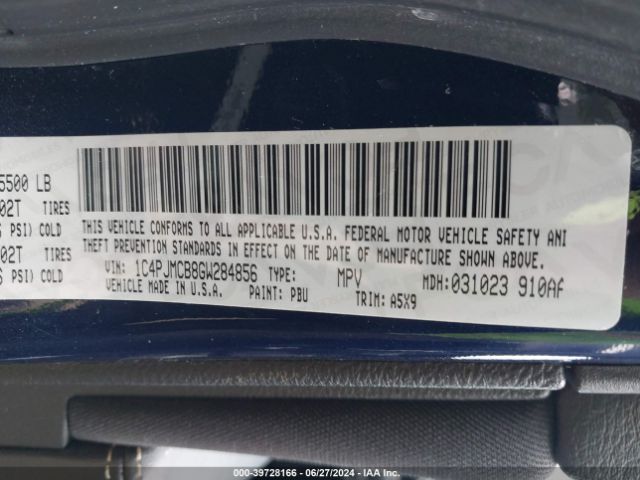 5500 LB
02T TIRES
PSI) COLD
02T TIRES
PSI) COLD
THIS VEHICLE CONFORMS TO ALL APPLICABLE U.S.A. FEDERAL MOTOR VEHICLE SAFETY AN
THEFT PREVENTION STANDARDS IN EFFECT ON THE DATE OF MANUFACTURE SHOWN ABOVE.
VIN: 1C4PJMCB8GW284856 TYPE: MPV MDH: 031023 910AF
VEHICLE MADE IN U.S.A. PAINT: PBU TRIM: A5X9
000-39728166 - 06/27/2024 - IAAI.COM